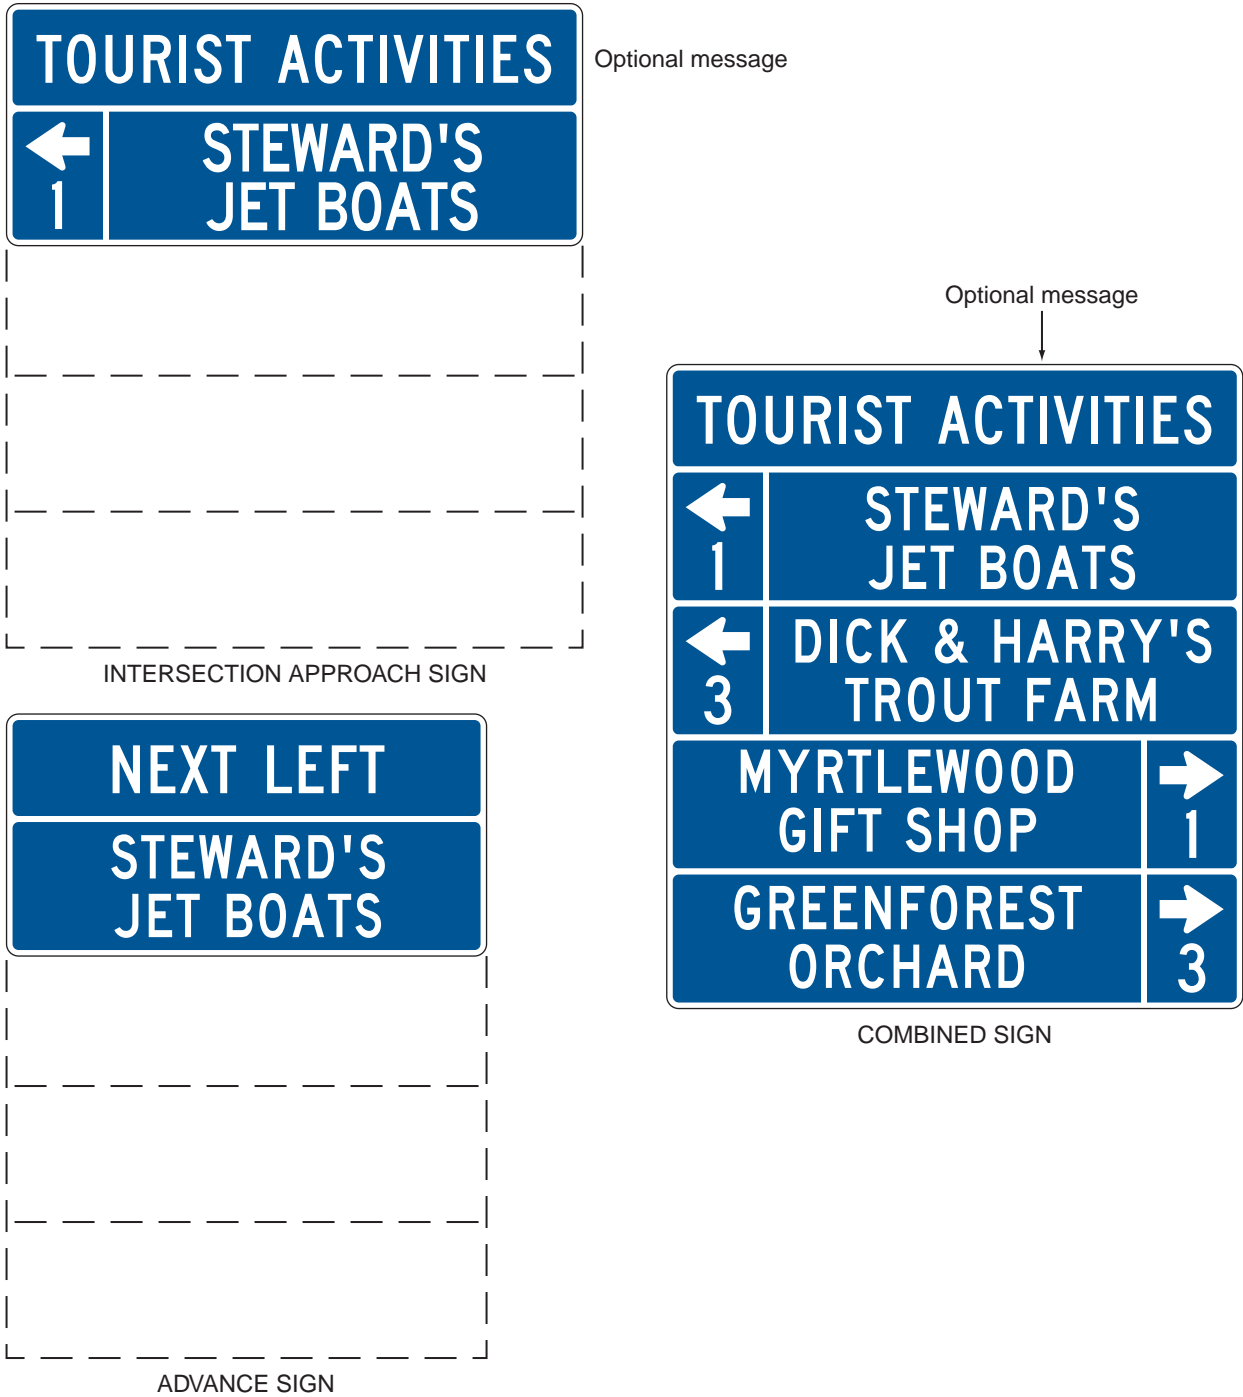 TOURIST ACTIVITIES
Optional message
1
STEWARD'S
JET BOATS
INTERSECTION APPROACH SIGN
NEXT LEFT
STEWARD'S
JET BOATS
ADVANCE SIGN
Optional message
TOURIST ACTIVITIES
1
STEWARD'S
JET BOATS
3
DICK & HARRY'S
TROUT FARM
MYRTLEWOOD
GIFT SHOP
1
GREENFOREST
ORCHARD
3
COMBINED SIGN